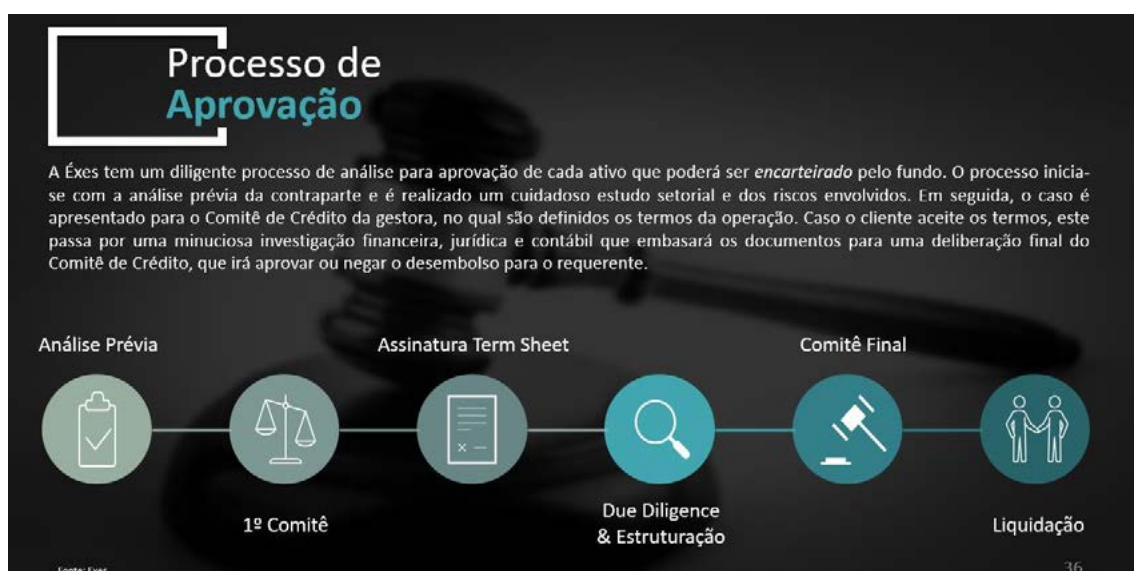 Processo de
Aprovação
A Éxes tem um diligente processo de análise para aprovação de cada ativo que poderá ser encarteirado pelo fundo. O processo inicia-
se com a análise prévia da contraparte e é realizado um cuidadoso estudo setorial e dos riscos envolvidos. Em seguida, o caso é
apresentado para o Comitê de Crédito da gestora, no qual são definidos os termos da operação. Caso o cliente aceite os termos, este
passa por uma minuciosa investigação financeira, jurídica e contábil que embasará os documentos para uma deliberação final do
Comitê de Crédito, que irá aprovar ou negar o desembolso para o requerente.
Análise Prévia
Assinatura Term Sheet
Comitê Final
1º Comitê
Due Diligence
& Estruturação
Liquidação
Fonte: Exes
36